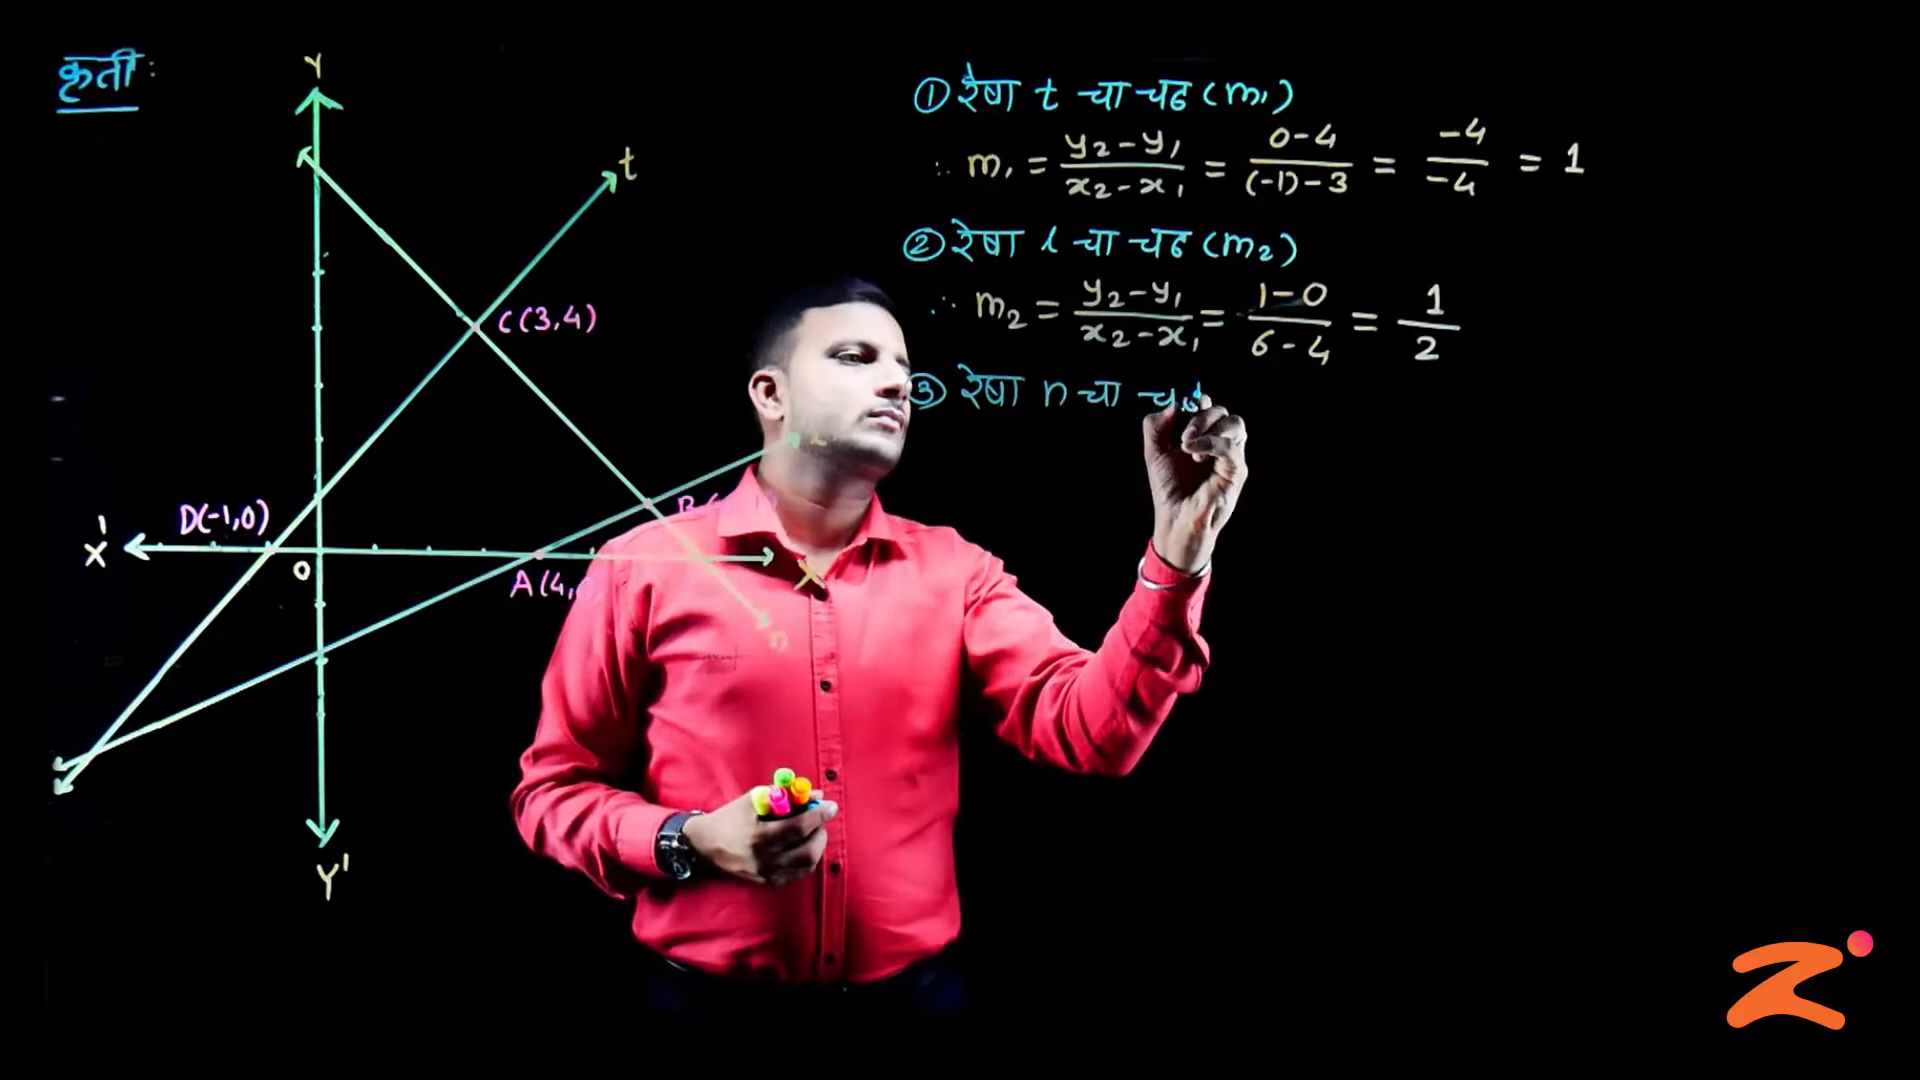 कृती :
Y
t
C(3,4)
D(-1,0)
X'
O
A(4,
X
n
Y'
① रेषा t चा चढ (m₁)
∴ m₁ = (y₂ - y₁)/(x₂ - x₁) = (0-4)/((-1)-3) = -4/-4 = 1
② रेषा l चा चढ (m₂)
∴ m₂ = (y₂ - y₁)/(x₂ - x₁) = (1-0)/(6-4) = 1/2
③ रेषा n चा